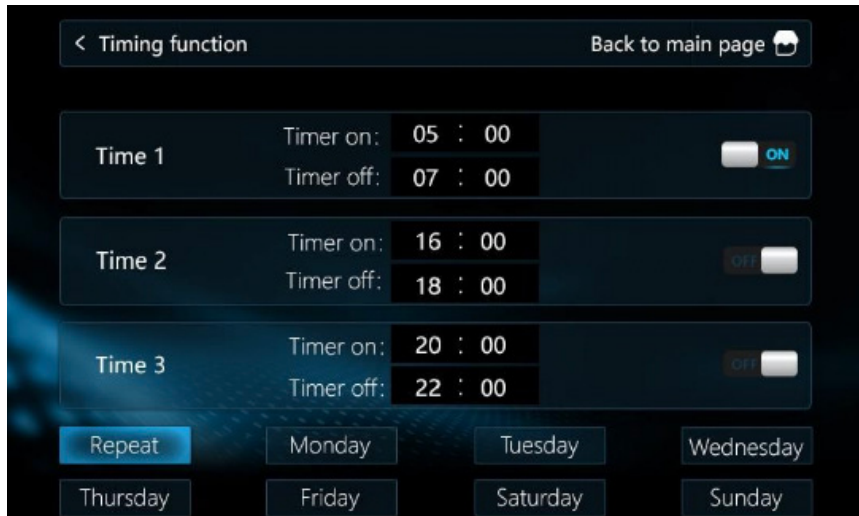 < Timing function Back to main page
Time 1 Timer on: 05 : 00 ON
Timer off: 07 : 00
Time 2 Timer on: 16 : 00 OFF
Timer off: 18 : 00
Time 3 Timer on: 20 : 00 OFF
Timer off: 22 : 00
Repeat Monday Tuesday Wednesday
Thursday Friday Saturday Sunday